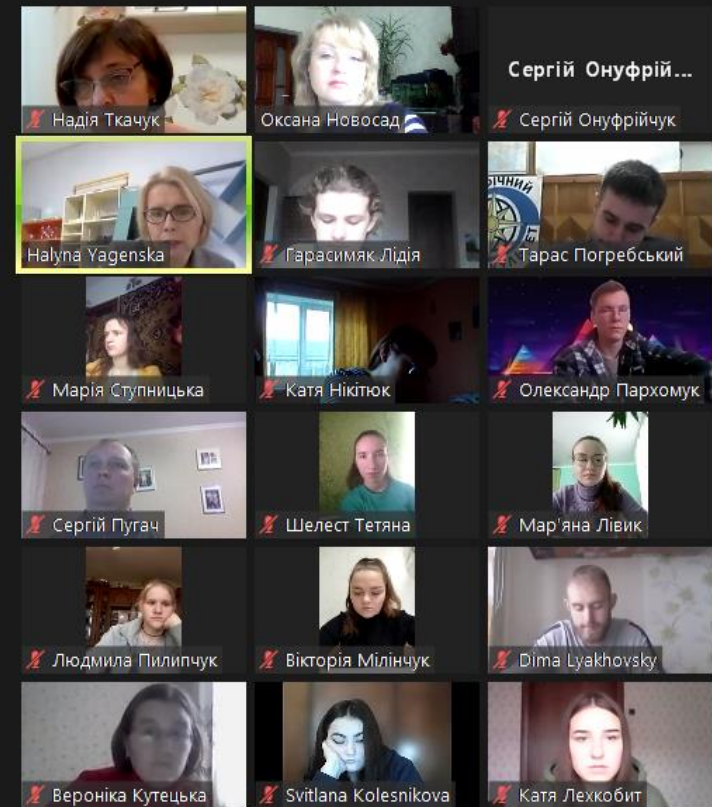 Надія Ткачук
Оксана Новосад
Сергій Онуфрій...
Сергій Онуфрійчук
Halyna Yagenska
Гарасимяк Лідія
Тарас Погребський
Марія Ступницька
Катя Нікітюк
Олександр Пархомук
Сергій Пугач
Шелест Тетяна
Мар'яна Лівик
Людмила Пилипчук
Вікторія Мілінчук
Dima Lyakhovsky
Вероніка Кутецька
Svitlana Kolesnikova
Катя Лехкобит